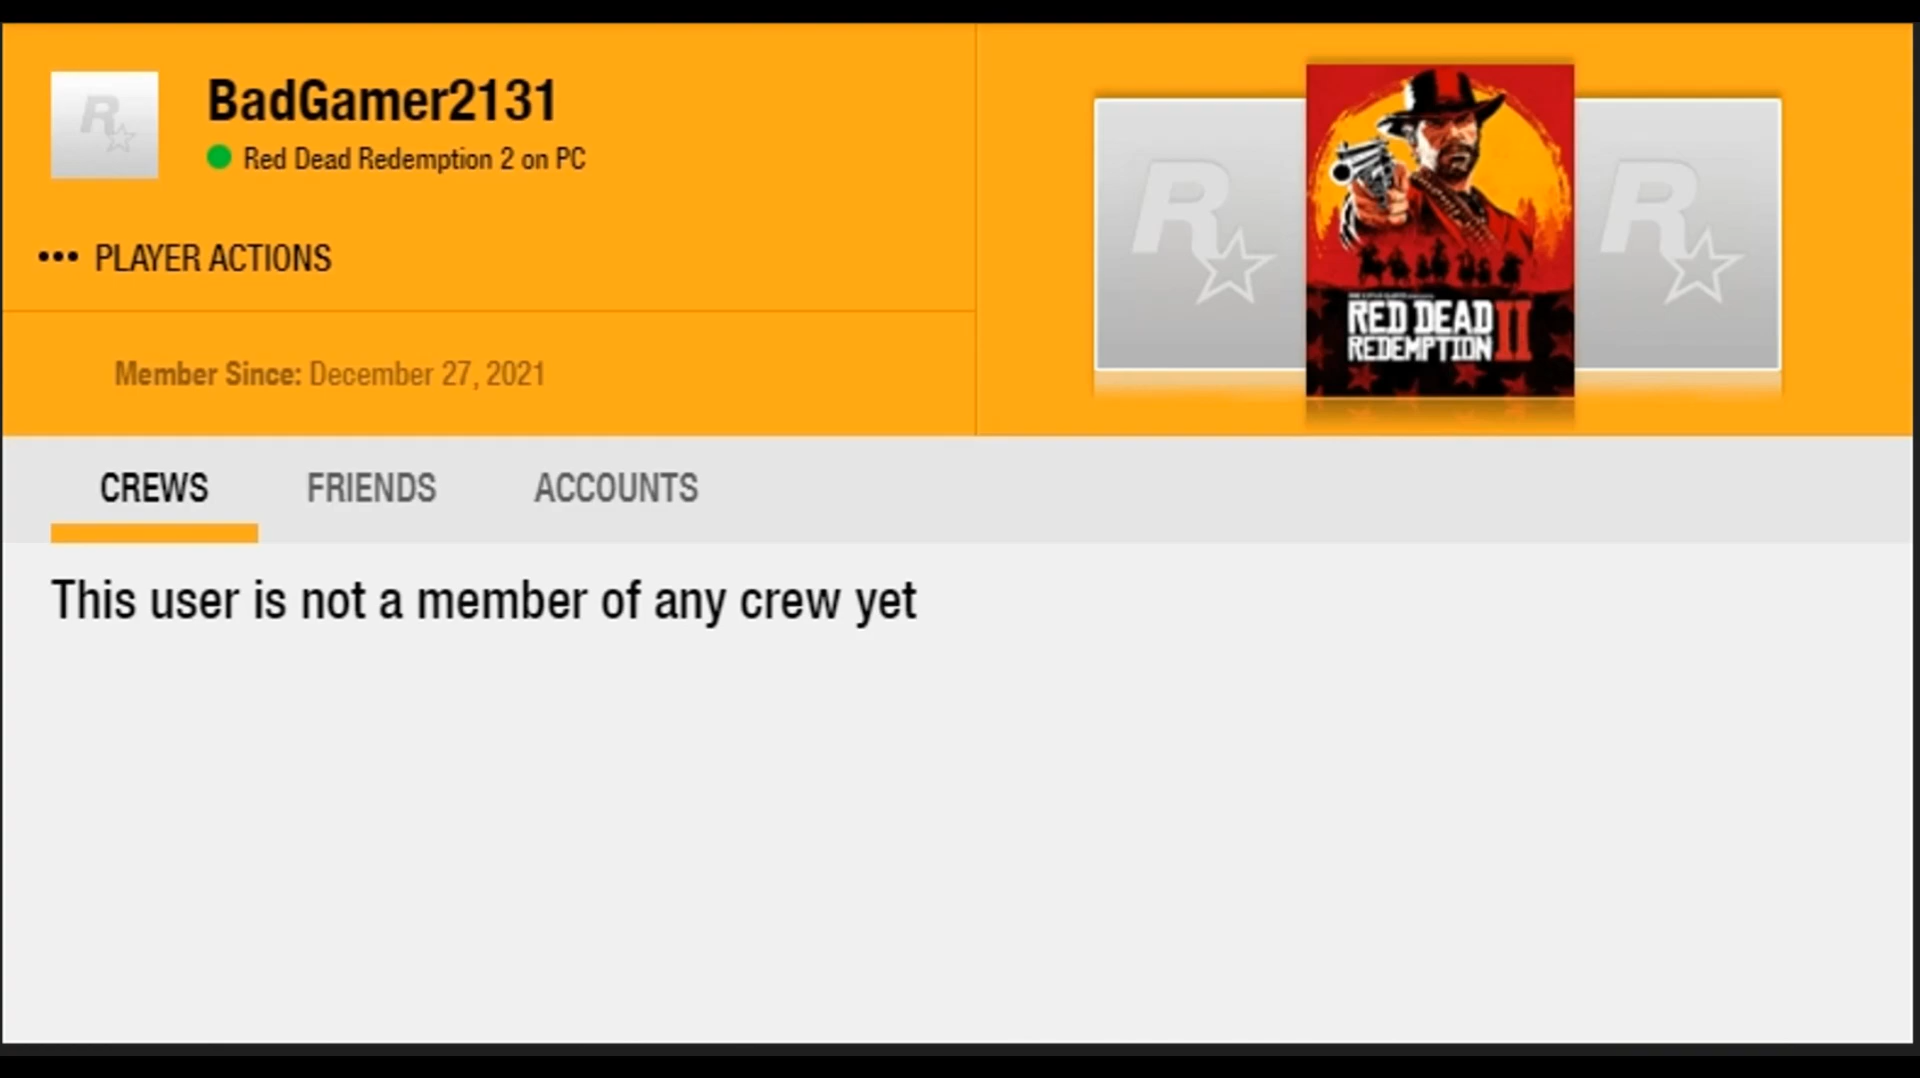 BadGamer2131
Red Dead Redemption 2 on PC
••• PLAYER ACTIONS
Member Since: December 27, 2021
R
RED DEAD
REDEMPTION II
R
R
CREWS FRIENDS ACCOUNTS
This user is not a member of any crew yet